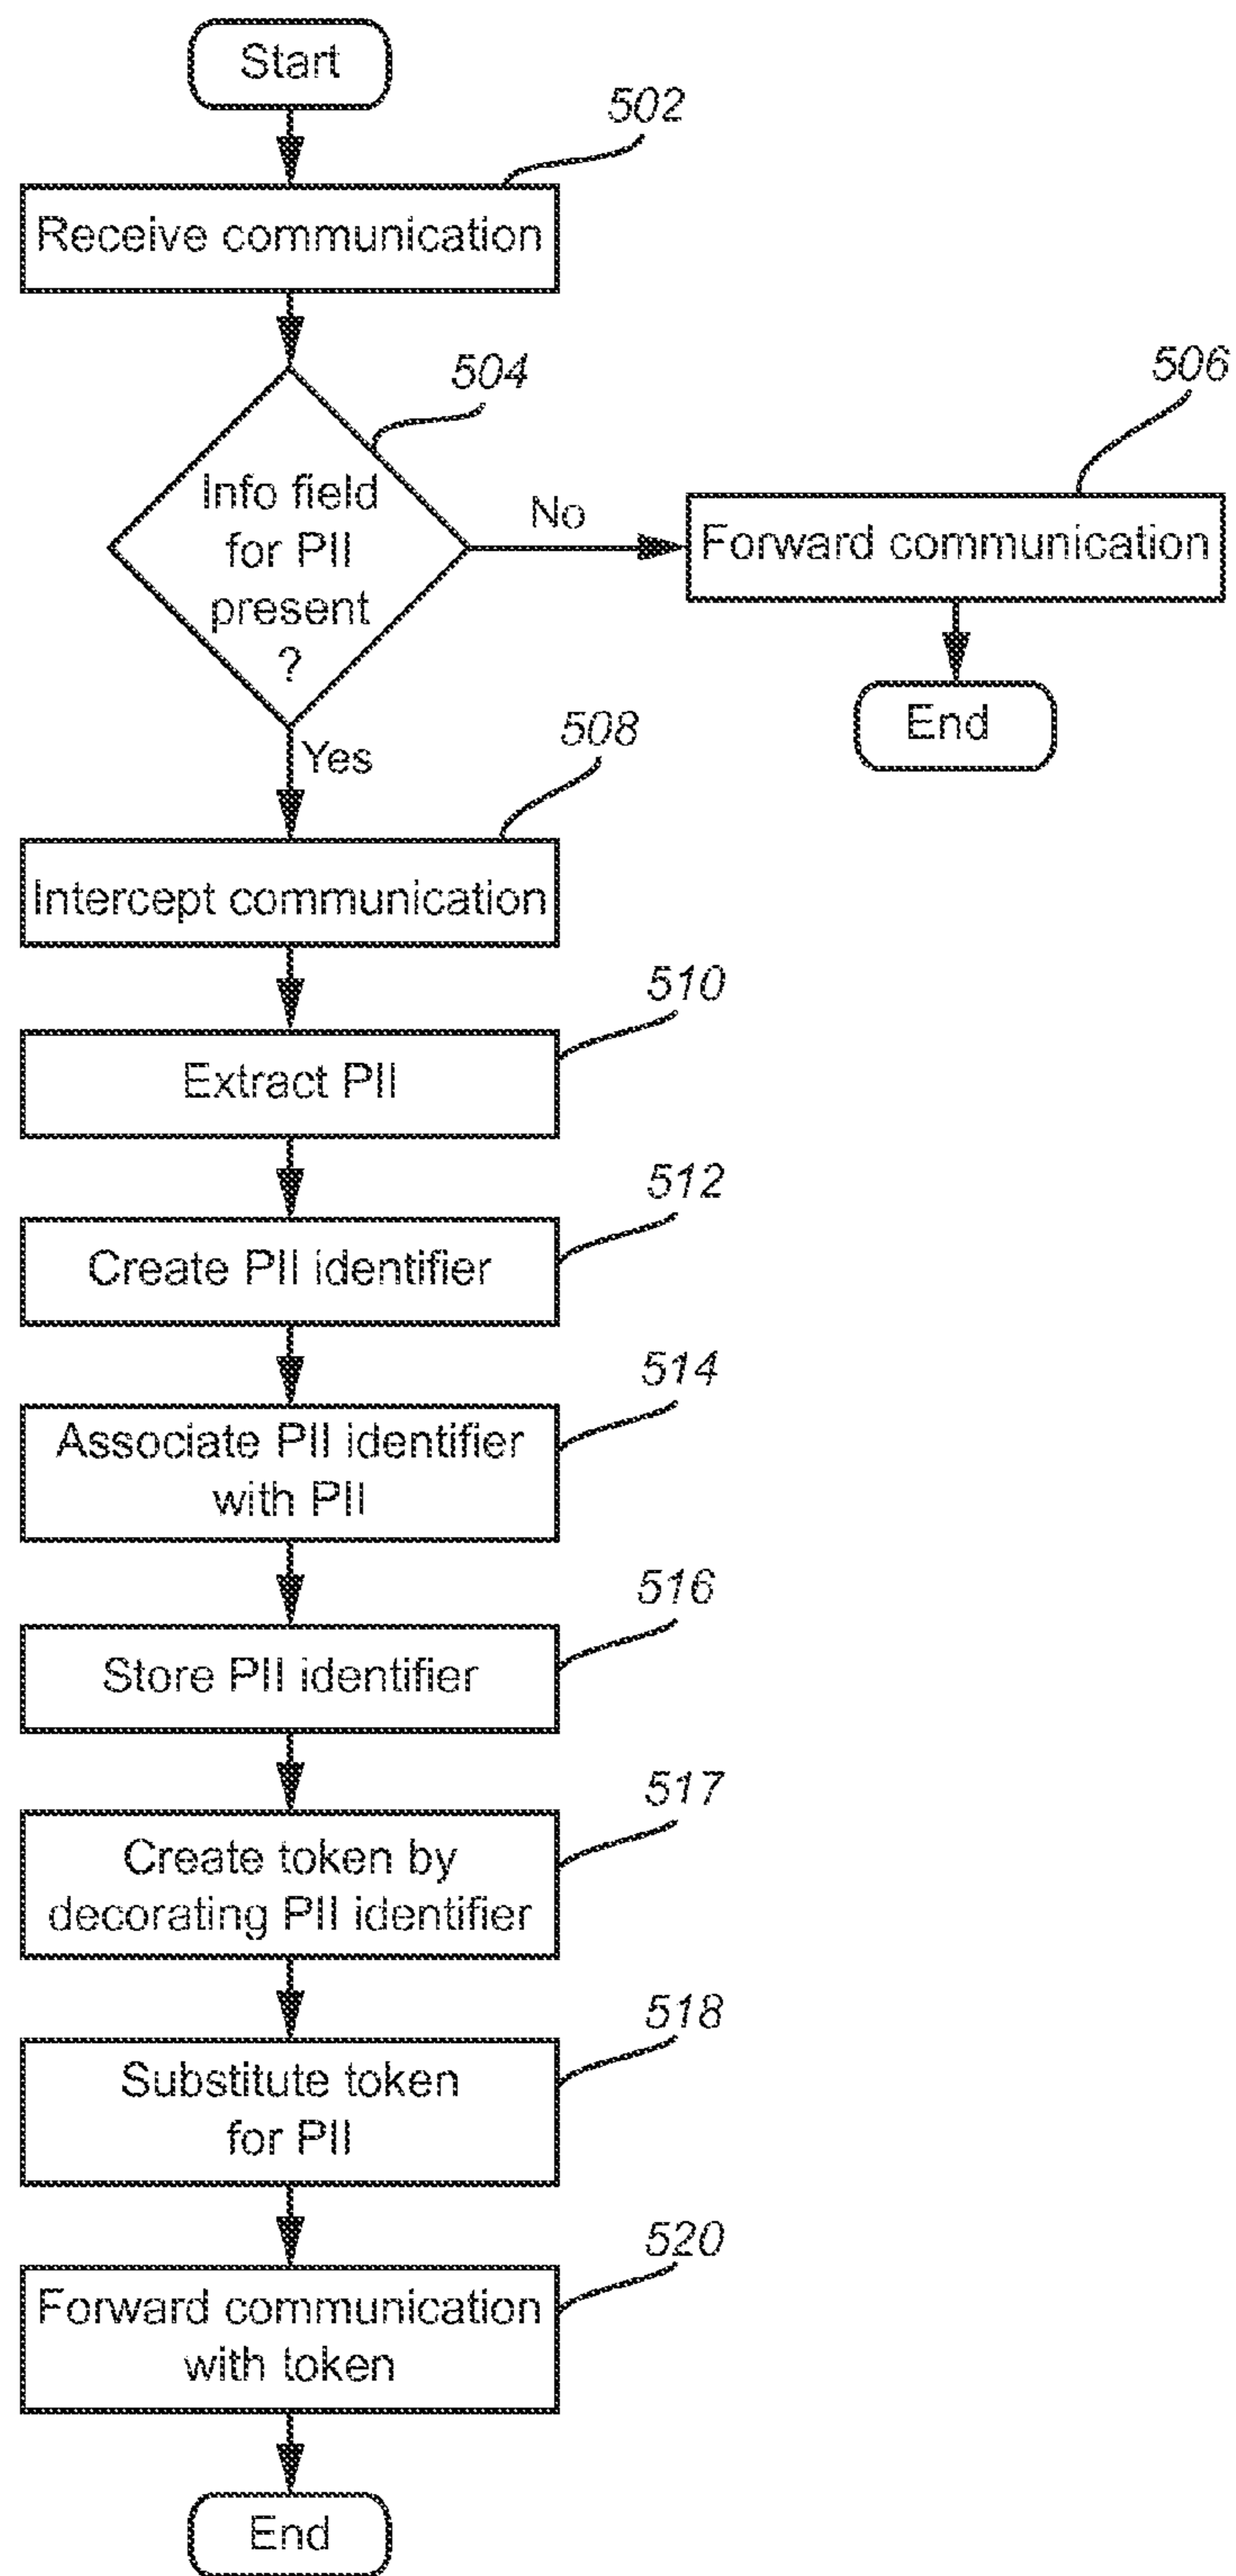 Start
502
Receive communication
504
506
Info field
for PII
present
?
No
Forward communication
End
Yes
508
Intercept communication
510
Extract PII
512
Create PII identifier
514
Associate PII identifier
with PII
516
Store PII identifier
517
Create token by
decorating PII identifier
518
Substitute token
for PII
520
Forward communication
with token
End